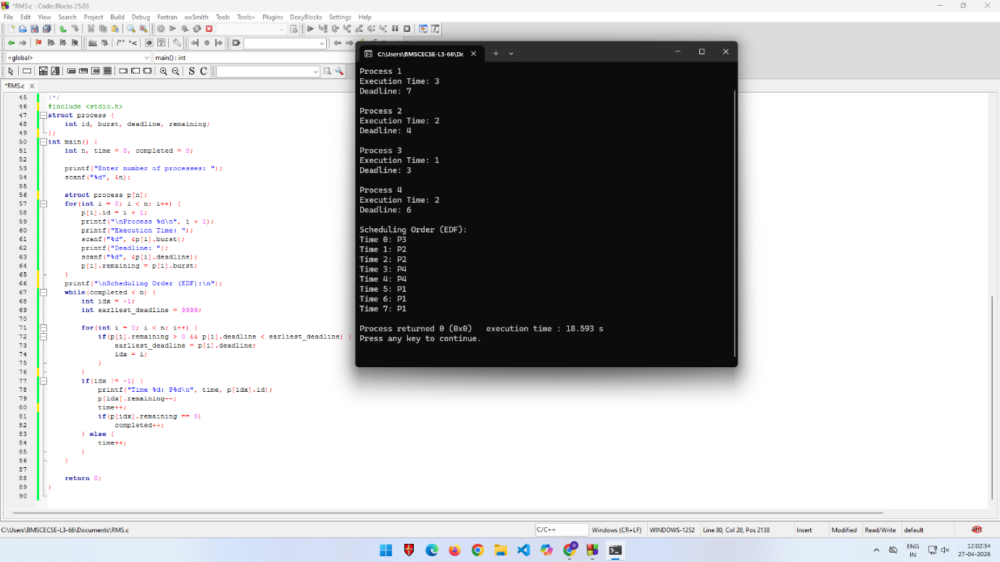 *RMS.c - Code::Blocks 25.03
File Edit View Search Project Build Debug Fortran wxSmith Tools Tools+ Plugins DoxyBlocks Settings Help
/** *<
<global> main() : int
S C
*RMS.c X
C:\Users\BMSCECSE-L3-66\Dc
45 }*/
46 #include <stdio.h>
47 struct process {
48 int id, burst, deadline, remaining;
49 };
50 int main() {
51 int n, time = 0, completed = 0;
52
53 printf("Enter number of processes: ");
54 scanf("%d", &n);
55
56 struct process p[n];
57 for(int i = 0; i < n; i++) {
58 p[i].id = i + 1;
59 printf("\nProcess %d\n", i + 1);
60 printf("Execution Time: ");
61 scanf("%d", &p[i].burst);
62 printf("Deadline: ");
63 scanf("%d", &p[i].deadline);
64 p[i].remaining = p[i].burst;
65 }
66 printf("\nScheduling Order (EDF):\n");
67 while(completed < n) {
68 int idx = -1;
69 int earliest_deadline = 9999;
70
71 for(int i = 0; i < n; i++) {
72 if(p[i].remaining > 0 && p[i].deadline < earliest_deadline) {
73 earliest_deadline = p[i].deadline;
74 idx = i;
75 }
76 }
77 if(idx != -1) {
78 printf("Time %d: P%d\n", time, p[idx].id);
79 p[idx].remaining--;
80 time++;
81 if(p[idx].remaining == 0)
82 completed++;
83 } else {
84 time++;
85 }
86 }
87
88 return 0;
89 }
90
Process 1
Execution Time: 3
Deadline: 7
Process 2
Execution Time: 2
Deadline: 4
Process 3
Execution Time: 1
Deadline: 3
Process 4
Execution Time: 2
Deadline: 6
Scheduling Order (EDF):
Time 0: P3
Time 1: P2
Time 2: P2
Time 3: P4
Time 4: P4
Time 5: P1
Time 6: P1
Time 7: P1
Process returned 0 (0x0) execution time : 18.593 s
Press any key to continue.
C:\Users\BMSCECSE-L3-66\Documents\RMS.c C/C++ Windows (CR+LF) WINDOWS-1252 Line 80, Col 20, Pos 2138 Insert Modified Read/Write default
ENG
IN
12:02:34
27-04-2026